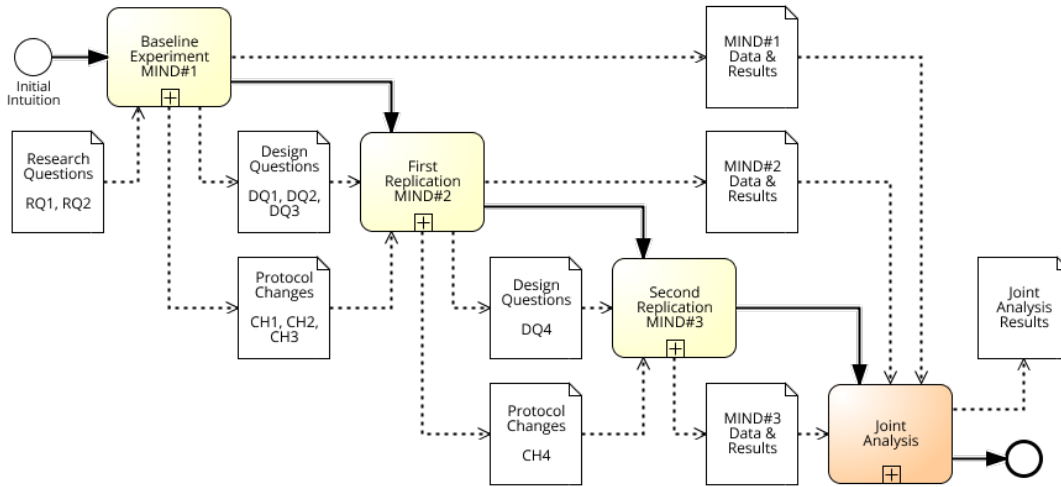 Baseline
Experiment
MIND#1
MIND#1
Data &
Results
Initial
Intuition
Research
Questions
RQ1, RQ2
Design
Questions
DQ1, DQ2,
DQ3
First
Replication
MIND#2
MIND#2
Data &
Results
Protocol
Changes
CH1, CH2,
CH3
Design
Questions
DQ4
Second
Replication
MIND#3
Joint
Analysis
Results
Protocol
Changes
CH4
MIND#3
Data &
Results
Joint
Analysis